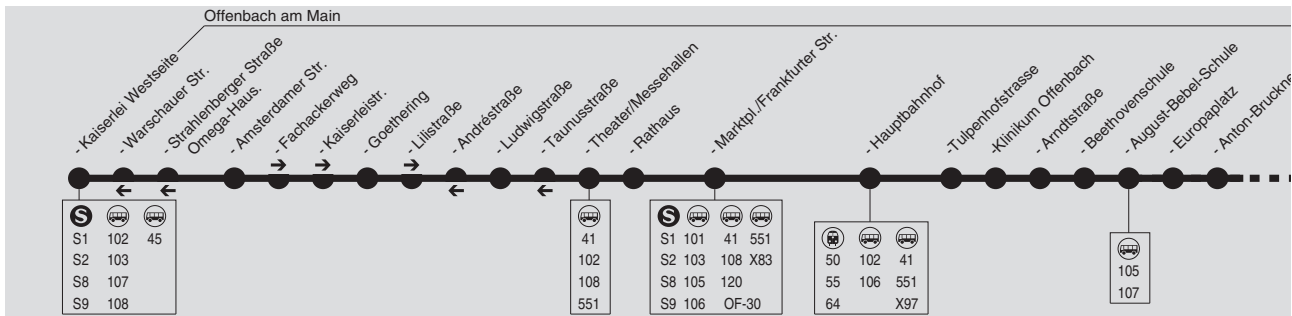 Offenbach am Main
- Kaiserlei Westseite
- Warschauer Str.
- Strahlenberger Straße
Omega-Haus.
- Amsterdamer Str.
- Fachackerweg
- Kaiserleistr.
- Goethering
- Lilistraße
- Andréstraße
- Ludwigstraße
- Taunusstraße
- Theater/Messehallen
- Rathaus
- Marktpl./Frankfurter Str.
- Hauptbahnhof
-Tulpenhofstrasse
-Klinikum Offenbach
- Arndtstraße
- Beethovenschule
- August-Bebel-Schule
- Europaplatz
- Anton-Bruckne
S
S1 102 45
S2 103
S8 107
S9 108
41
102
108
551
S
S1 101 41 551
S2 103 108 X83
S8 105 120
S9 106 OF-30
50 102 41
55 106 551
64 X97
105
107